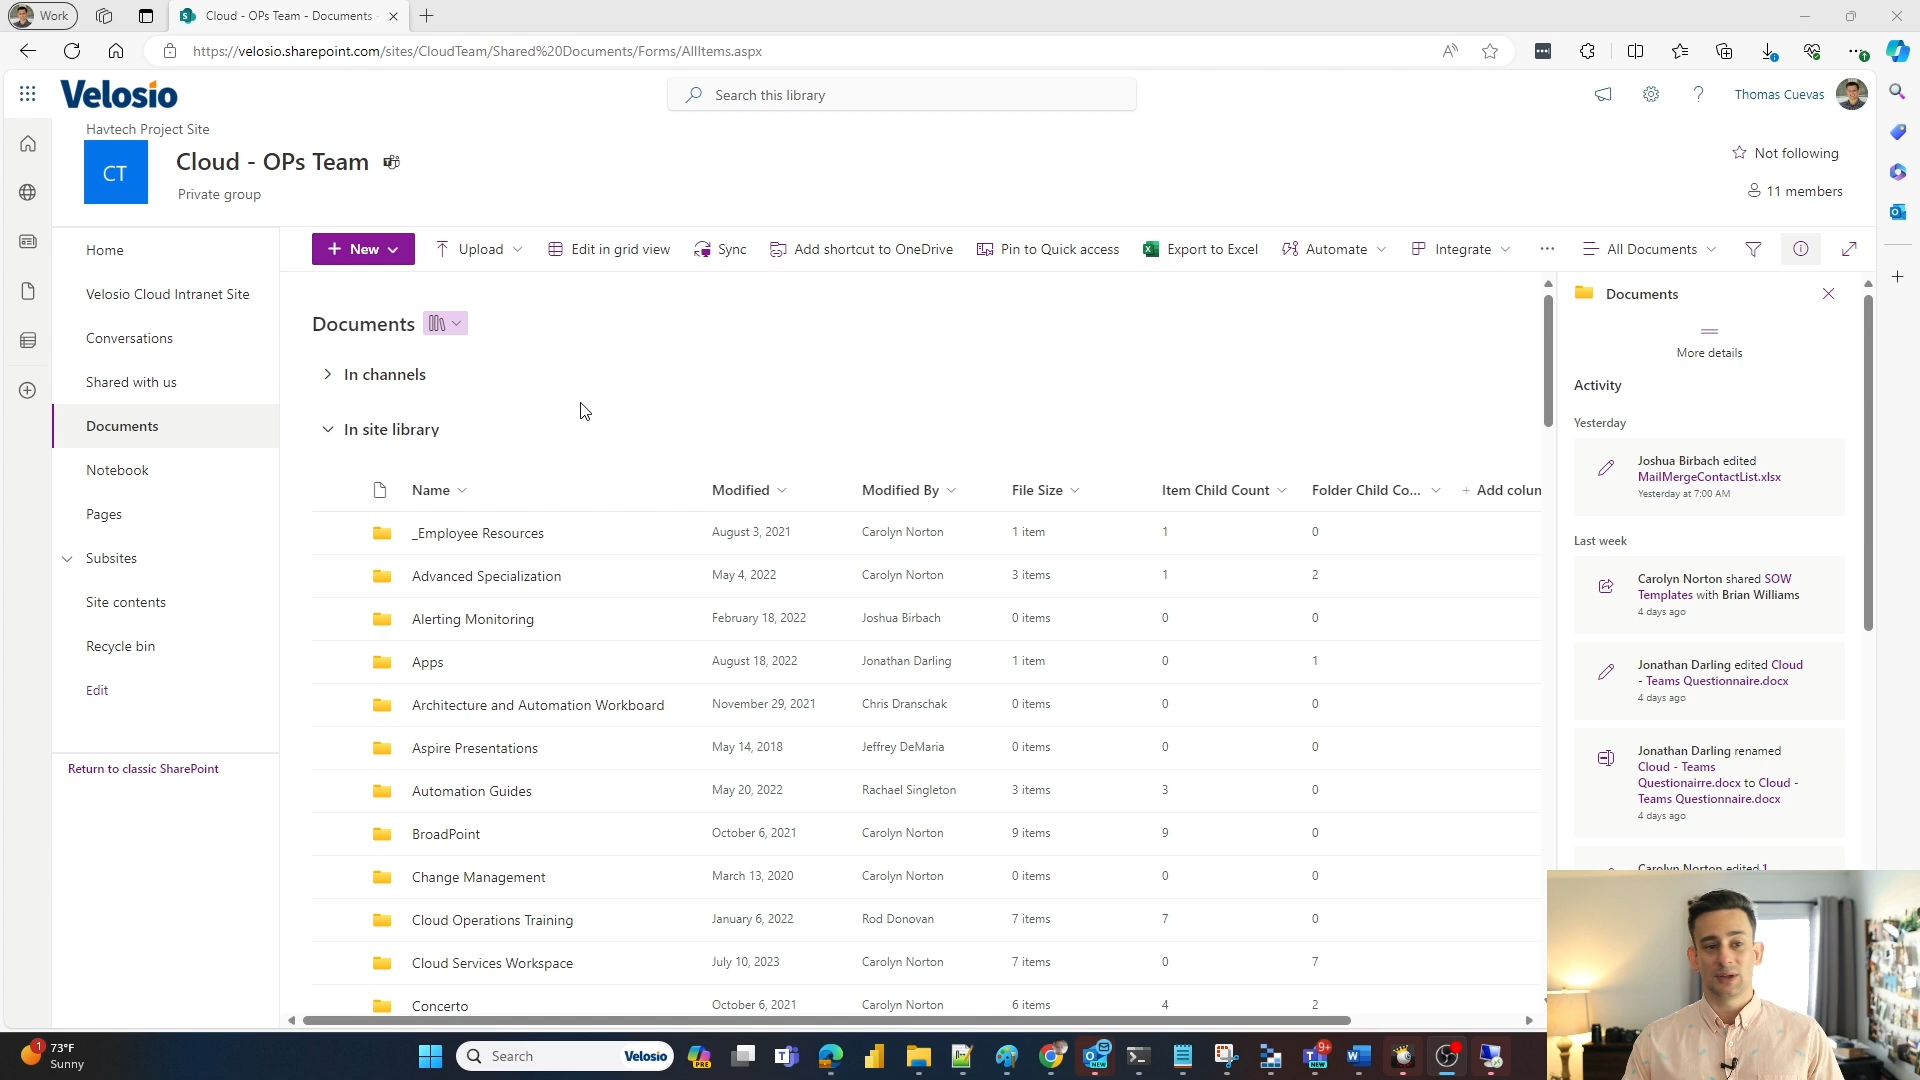 Work
Cloud - OPs Team - Documents -
https://velosio.sharepoint.com/sites/CloudTeam/Shared%20Documents/Forms/AllItems.aspx
Velosio
Search this library
Thomas Cuevas
Havtech Project Site
CT
Cloud - OPs Team
Private group
Not following
11 members
Home
Velosio Cloud Intranet Site
Conversations
Shared with us
Documents
Notebook
Pages
Subsites
Site contents
Recycle bin
Edit
Return to classic SharePoint
New
Upload
Edit in grid view
Sync
Add shortcut to OneDrive
Pin to Quick access
Export to Excel
Automate
Integrate
All Documents
Documents
In channels
In site library
Name Modified Modified By File Size Item Child Count Folder Child Co... + Add colun
_Employee Resources August 3, 2021 Carolyn Norton 1 item 1 0
Advanced Specialization May 4, 2022 Carolyn Norton 3 items 1 2
Alerting Monitoring February 18, 2022 Joshua Birbach 0 items 0 0
Apps August 18, 2022 Jonathan Darling 1 item 0 1
Architecture and Automation Workboard November 29, 2021 Chris Dranschak 0 items 0 0
Aspire Presentations May 14, 2018 Jeffrey DeMaria 0 items 0 0
Automation Guides May 20, 2022 Rachael Singleton 3 items 3 0
BroadPoint October 6, 2021 Carolyn Norton 9 items 9 0
Change Management March 13, 2020 Carolyn Norton 0 items 0 0
Cloud Operations Training January 6, 2022 Rod Donovan 7 items 7 0
Cloud Services Workspace July 10, 2023 Carolyn Norton 7 items 0 7
Concerto October 6, 2021 Carolyn Norton 6 items 4 2
Documents
More details
Activity
Yesterday
Joshua Birbach edited
MailMergeContactList.xlsx
Yesterday at 7:00 AM
Last week
Carolyn Norton shared SOW
Templates with Brian Williams
4 days ago
Jonathan Darling edited Cloud
- Teams Questionnaire.docx
4 days ago
Jonathan Darling renamed
Cloud - Teams
Questionairre.docx to Cloud -
Teams Questionnaire.docx
4 days ago
Carolyn Norton edited 1
1
73°F
Sunny
Search
Velosio
PRE
NEW
9+
NEW